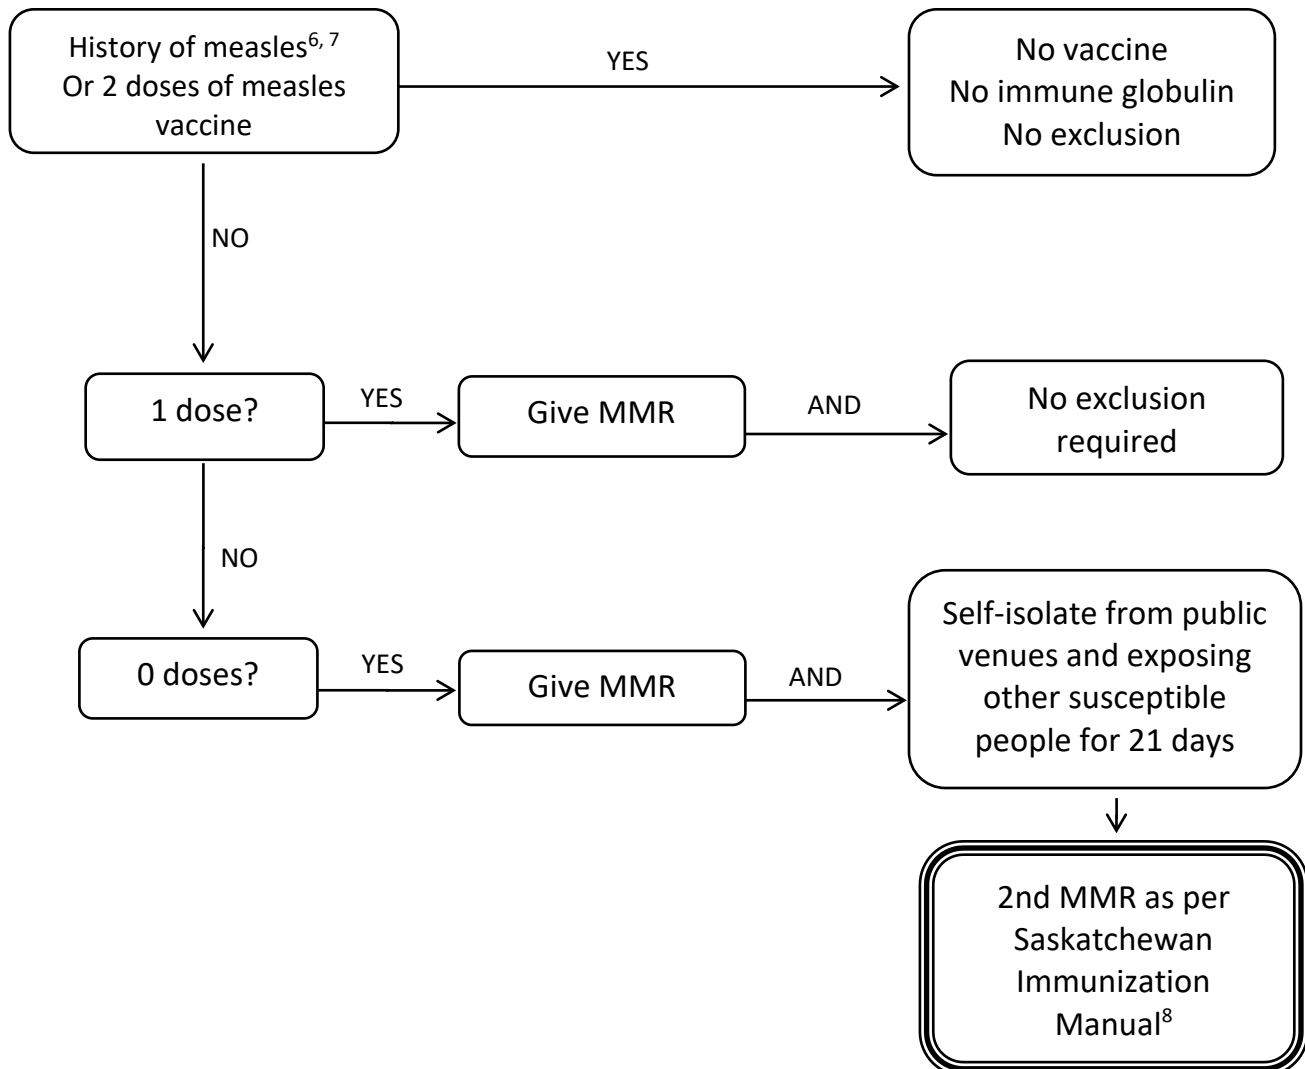 History of measles6, 7
Or 2 doses of measles
vaccine
YES
No vaccine
No immune globulin
No exclusion
NO
1 dose?
YES
Give MMR
AND
No exclusion
required
NO
0 doses?
YES
Give MMR
AND
Self-isolate from public
venues and exposing
other susceptible
people for 21 days
2nd MMR as per
Saskatchewan
Immunization
Manual8